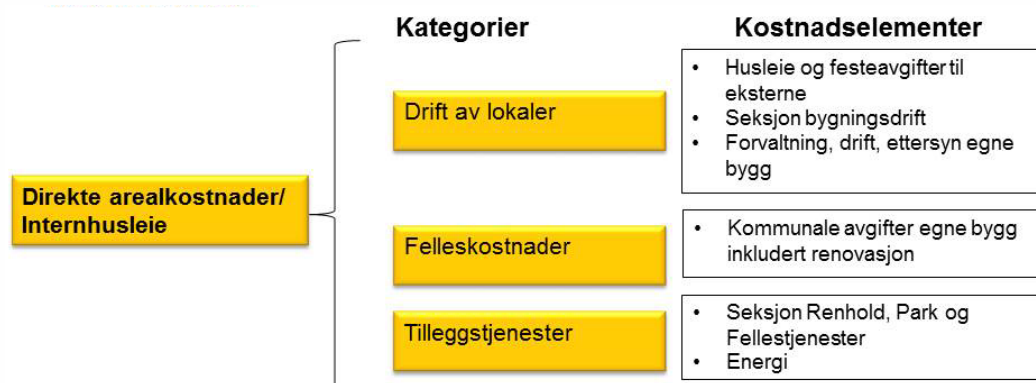 Kategorier
Kostnadselementer
Direkte arealkostnader/
Internhusleie
Drift av lokaler
• Husleie og festeavgifter til
eksterne
• Seksjon bygningsdrift
• Forvaltning, drift, ettersyn egne
bygg
Felleskostnader
• Kommunale avgifter egne bygg
inkludert renovasjon
Tilleggstjenester
• Seksjon Renhold, Park og
Fellestjenester
• Energi